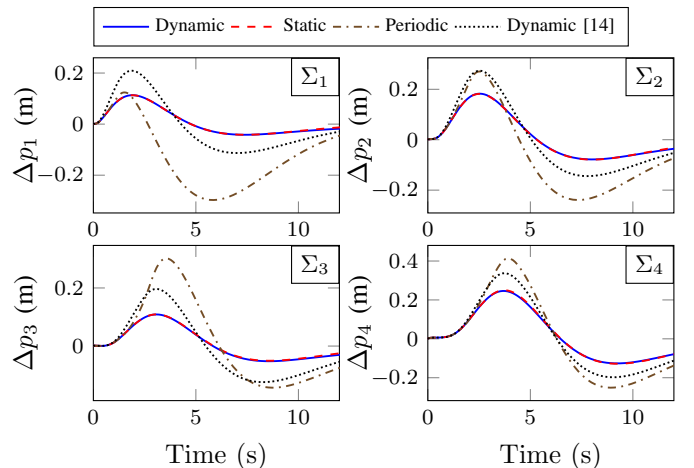 Dynamic Static Periodic Dynamic [14]
0.2
0
−0.2
Δp1 (m)
Σ1
0 5 10
0.2
0
−0.2
Δp2 (m)
Σ2
0 5 10
0.2
0
Δp3 (m)
Σ3
0 5 10
Time (s)
0.4
0.2
0
−0.2
Δp4 (m)
Σ4
0 5 10
Time (s)